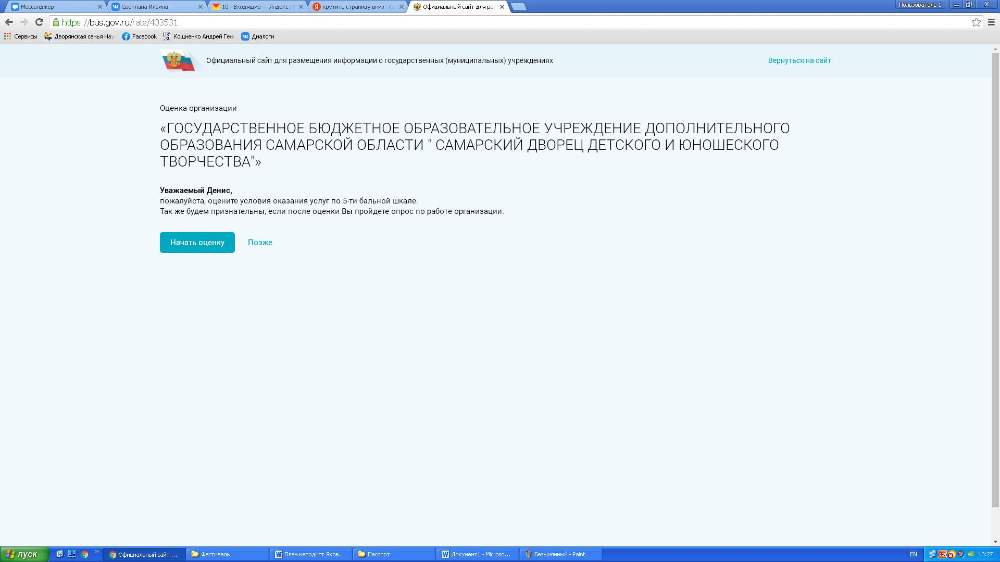 Мессенджер
Светлана Ильина
10 · Входящие — Яндекс.П
крутить страницу вниз - ка
Официальный сайт для ра
Пользователь 1
https://bus.gov.ru/rate/403531
Сервисы
Дворянская семья Нау
Facebook
LIB.RU
Кощиенко Андрей Ген
Диалоги
Официальный сайт для размещения информации о государственных (муниципальных) учреждениях
Вернуться на сайт
Оценка организации
«ГОСУДАРСТВЕННОЕ БЮДЖЕТНОЕ ОБРАЗОВАТЕЛЬНОЕ УЧРЕЖДЕНИЕ ДОПОЛНИТЕЛЬНОГО
ОБРАЗОВАНИЯ САМАРСКОЙ ОБЛАСТИ " САМАРСКИЙ ДВОРЕЦ ДЕТСКОГО И ЮНОШЕСКОГО
ТВОРЧЕСТВА"»
Уважаемый Денис,
пожалуйста, оцените условия оказания услуг по 5-ти бальной шкале.
Так же будем признательны, если после оценки Вы пройдете опрос по работе организации.
Начать оценку
Позже
пуск
Официальный сайт ...
Фестиваль
План методист Яков...
Паспорт
Документ1 - Microso...
Безымянный - Paint
EN
13:27